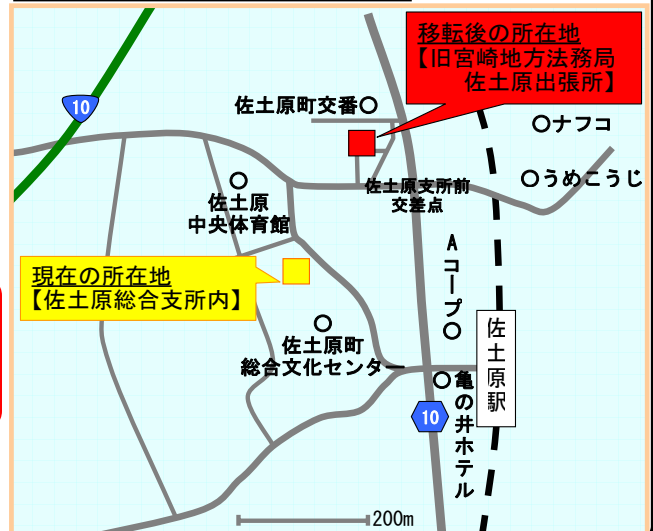 移転後の所在地
【旧宮崎地方法務局
佐土原出張所】
10
佐土原町交番
ナフコ
佐土原
中央体育館
佐土原支所前
交差点
うめこうじ
現在の所在地
【佐土原総合支所内】
Aコープ
佐土原町
総合文化センター
佐土原駅
亀の井ホテル
10
200m